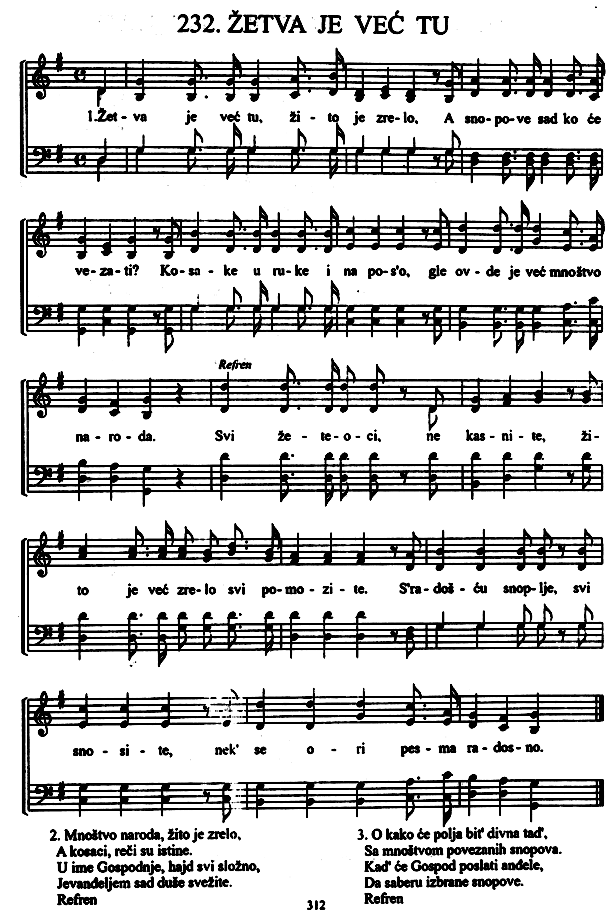 232. ŽETVA JE VEĆ TU
1.Žet - va je već tu, ži - to je zre - lo, A sno - po - ve sad ko će
ve - za - ti? Ko - sa - ke u ru - ke i na po - s'o, gle ov - de je već mnoštvo
Refren
na - ro - da. Svi že - te - o - ci, ne kas - ni - te, ži -
to je već zre - lo svi po - mo - zi - te. S'ra - doš - ću snop - lje, svi
sno - si - te, nek' se o - ri pes - ma ra - dos - no.
2. Mnoštvo naroda, žito je zrelo,
A kosaci, reči su istine.
U ime Gospodnje, hajd svi složno,
Jevanđeljem sad duše svežite.
Refren
3. O kako će polja bit' divna tad',
Sa mnoštvom povezanih snopova.
Kad' će Gospod poslati anđele,
Da saberu izbrane snopove.
Refren
312